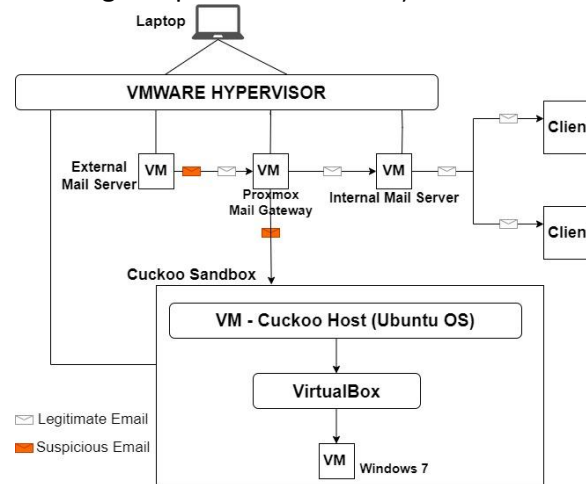 Laptop
VMWARE HYPERVISOR
External
Mail Server
VM
VM
VM
Proxmox
Mail Gateway
Internal Mail Server
Clien
Clien
Cuckoo Sandbox
VM - Cuckoo Host (Ubuntu OS)
VirtualBox
VM
Windows 7
Legitimate Email
Suspicious Email